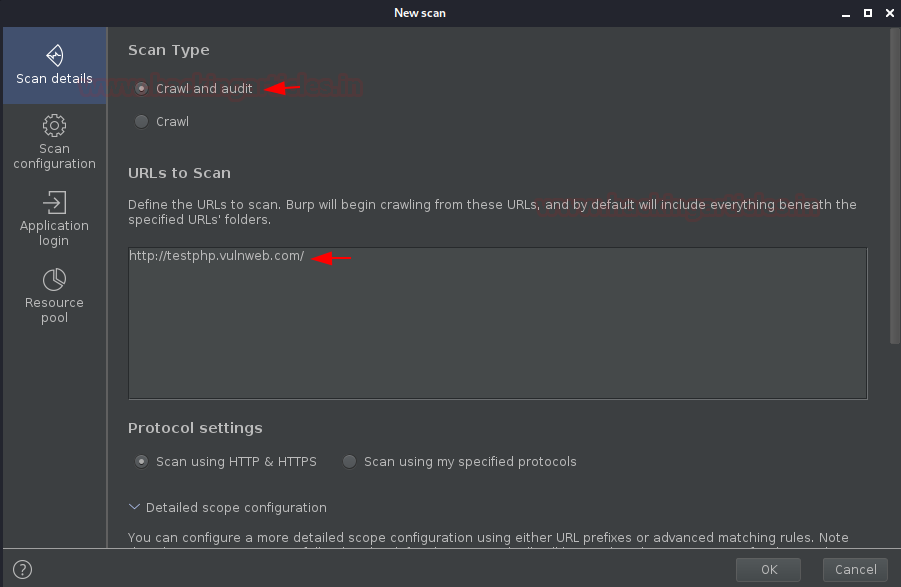 New scan
Scan details
Scan
configuration
Application
login
Resource
pool
Scan Type
Crawl and audit
Crawl
URLs to Scan
Define the URLs to scan. Burp will begin crawling from these URLs, and by default will include everything beneath the
specified URLs' folders.
http://testphp.vulnweb.com/
Protocol settings
Scan using HTTP & HTTPS
Scan using my specified protocols
Detailed scope configuration
You can configure a more detailed scope configuration using either URL prefixes or advanced matching rules. Note
?
OK
Cancel